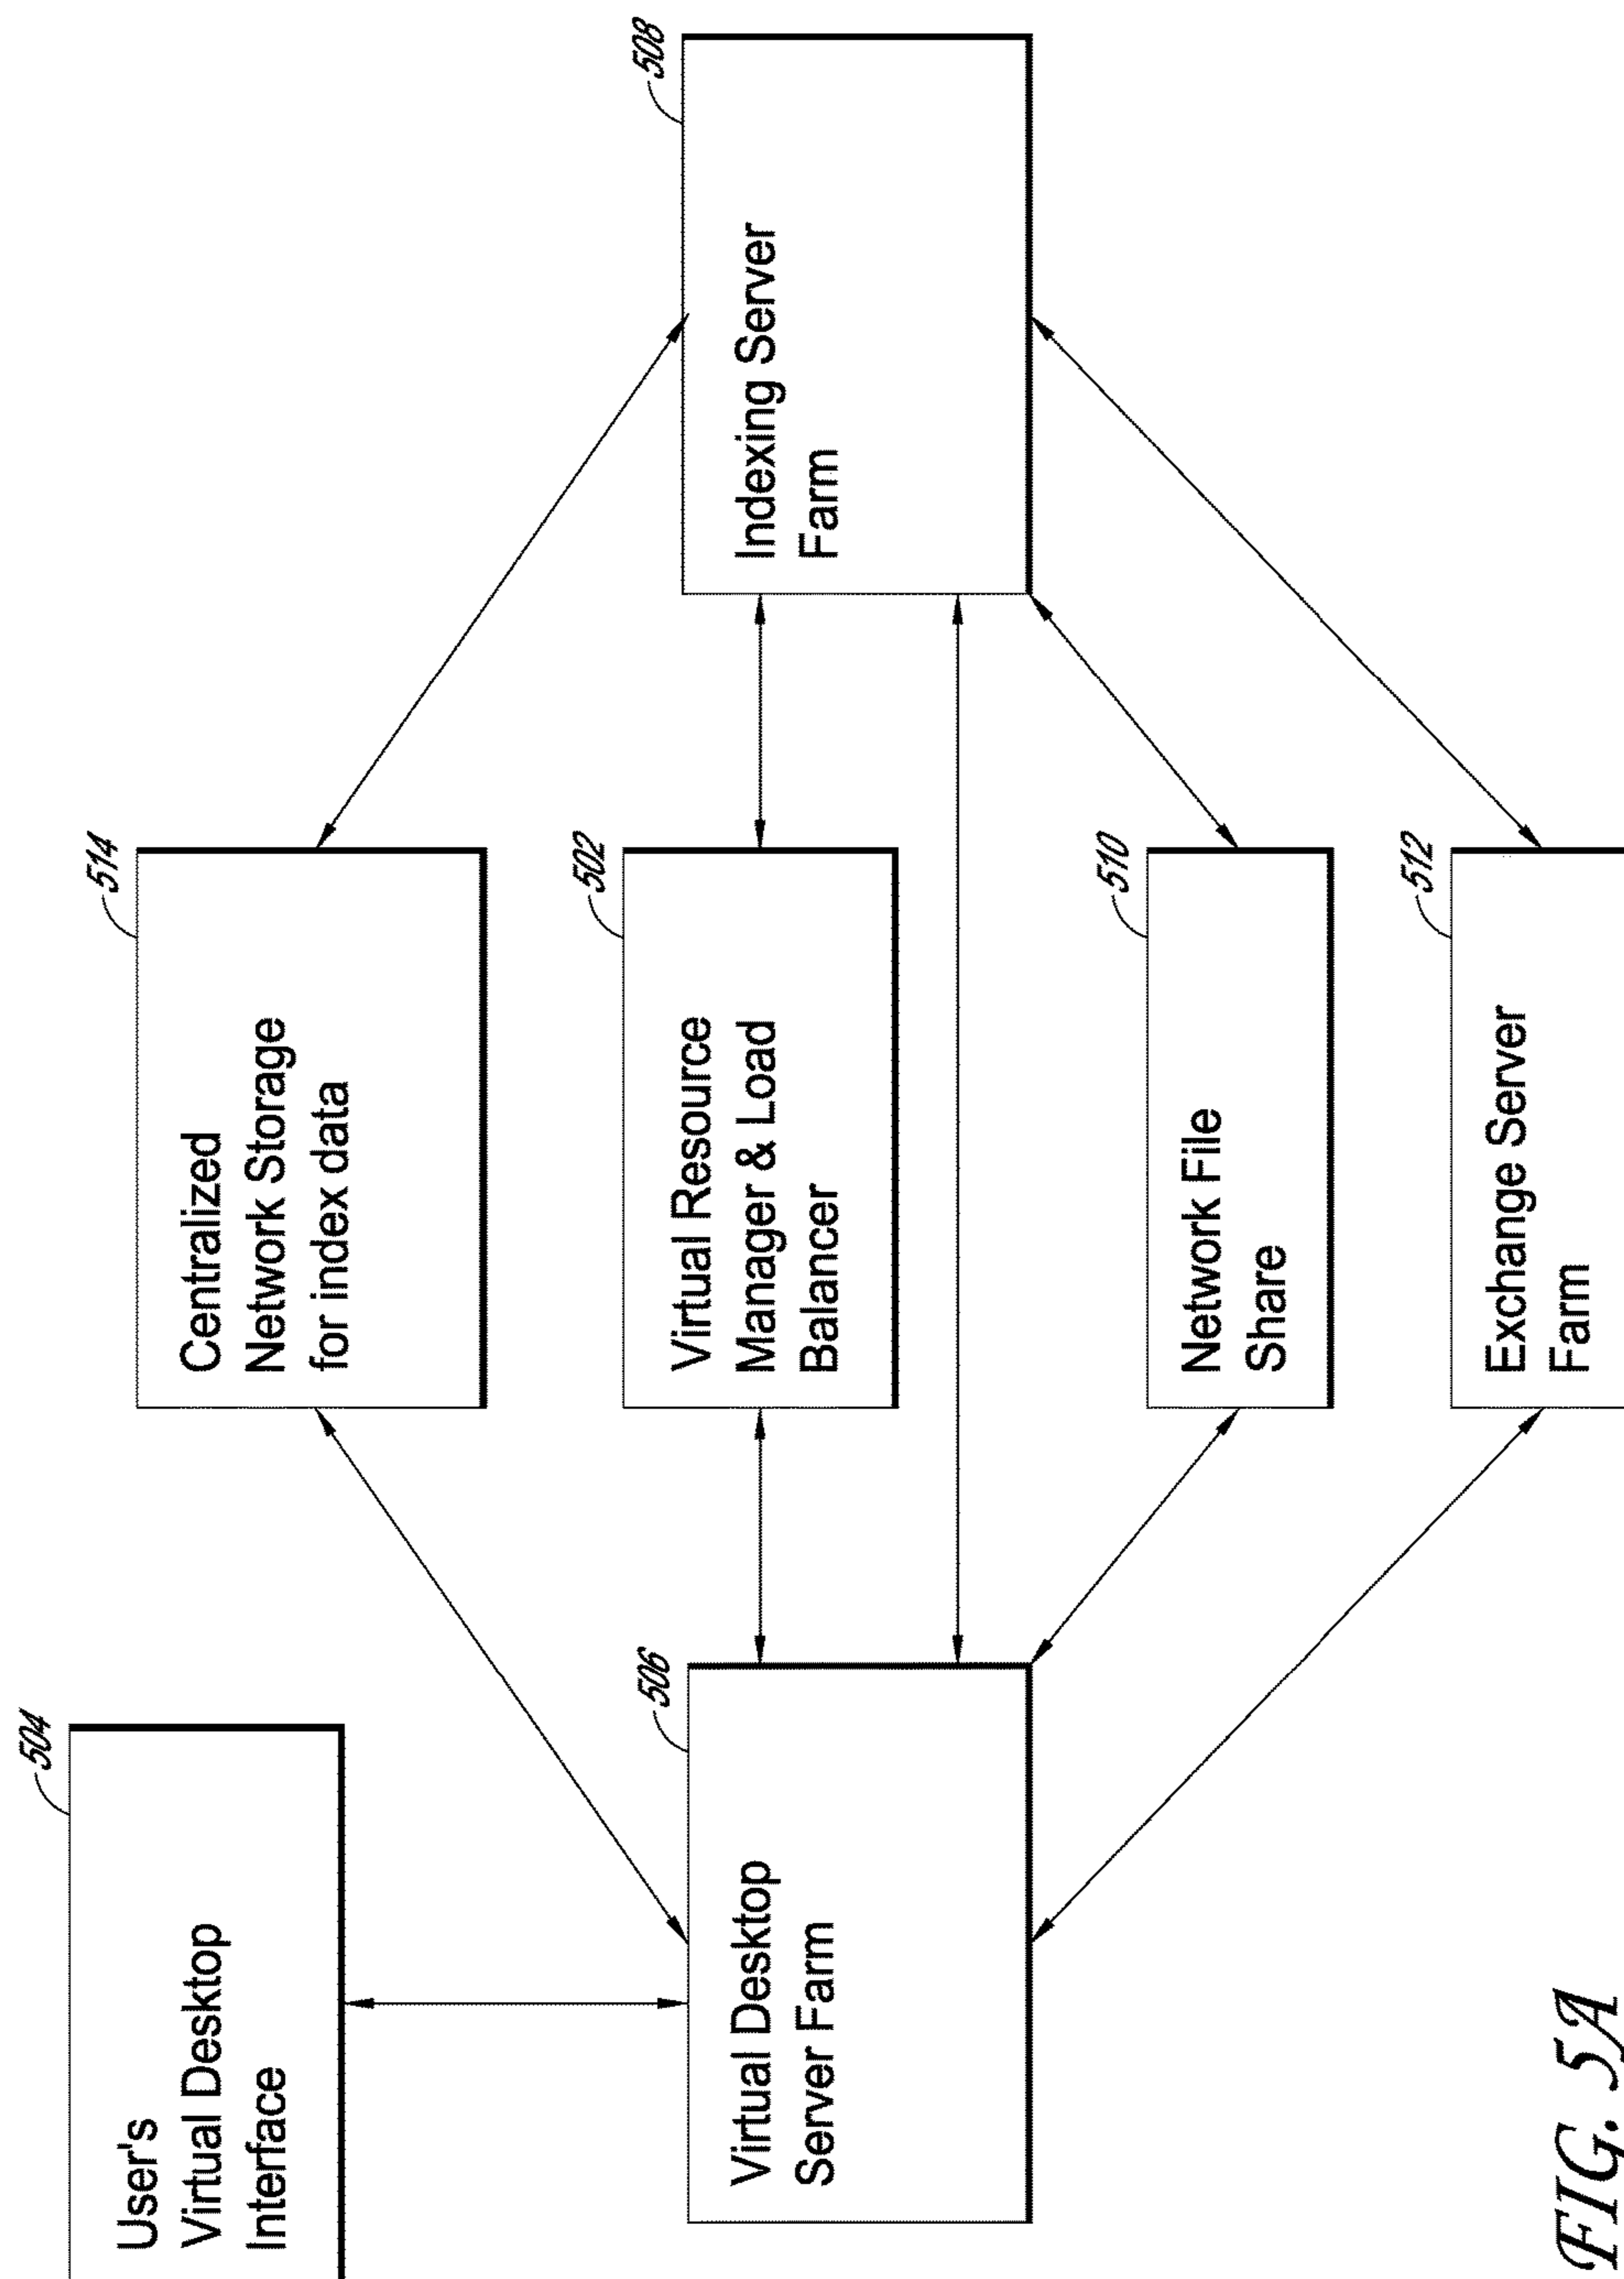 504
User's
Virtual Desktop
Interface
514
Centralized
Network Storage
for index data
508
Indexing Server
Farm
502
Virtual Resource
Manager & Load
Balancer
506
Virtual Desktop
Server Farm
510
Network File
Share
512
Exchange Server
Farm
FIG. 5A